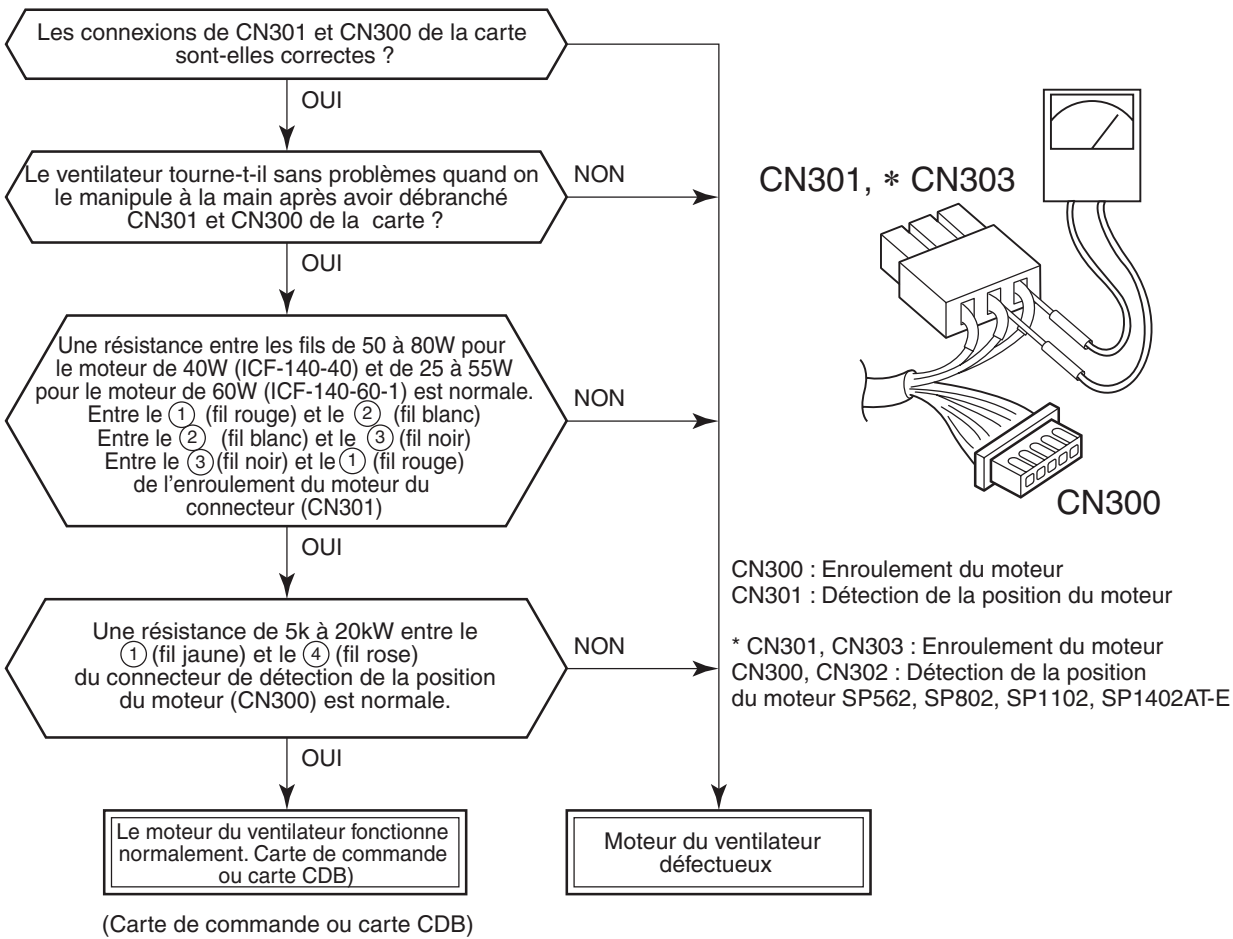 Les connexions de CN301 et CN300 de la carte
sont-elles correctes ?
OUI
Le ventilateur tourne-t-il sans problèmes quand on
le manipule à la main après avoir débranché
CN301 et CN300 de la carte ?
NON
OUI
Une résistance entre les fils de 50 à 80W pour
le moteur de 40W (ICF-140-40) et de 25 à 55W
pour le moteur de 60W (ICF-140-60-1) est normale.
Entre le ① (fil rouge) et le ② (fil blanc)
Entre le ② (fil blanc) et le ③ (fil noir)
Entre le ③ (fil noir) et le ① (fil rouge)
de l'enroulement du moteur du
connecteur (CN301)
NON
OUI
Une résistance de 5k à 20kW entre le
① (fil jaune) et le ④ (fil rose)
du connecteur de détection de la position
du moteur (CN300) est normale.
NON
OUI
Le moteur du ventilateur fonctionne
normalement. Carte de commande
ou carte CDB)
(Carte de commande ou carte CDB)
Moteur du ventilateur
défectueux
CN301, * CN303
CN300
CN300 : Enroulement du moteur
CN301 : Détection de la position du moteur
* CN301, CN303 : Enroulement du moteur
CN300, CN302 : Détection de la position
du moteur SP562, SP802, SP1102, SP1402AT-E